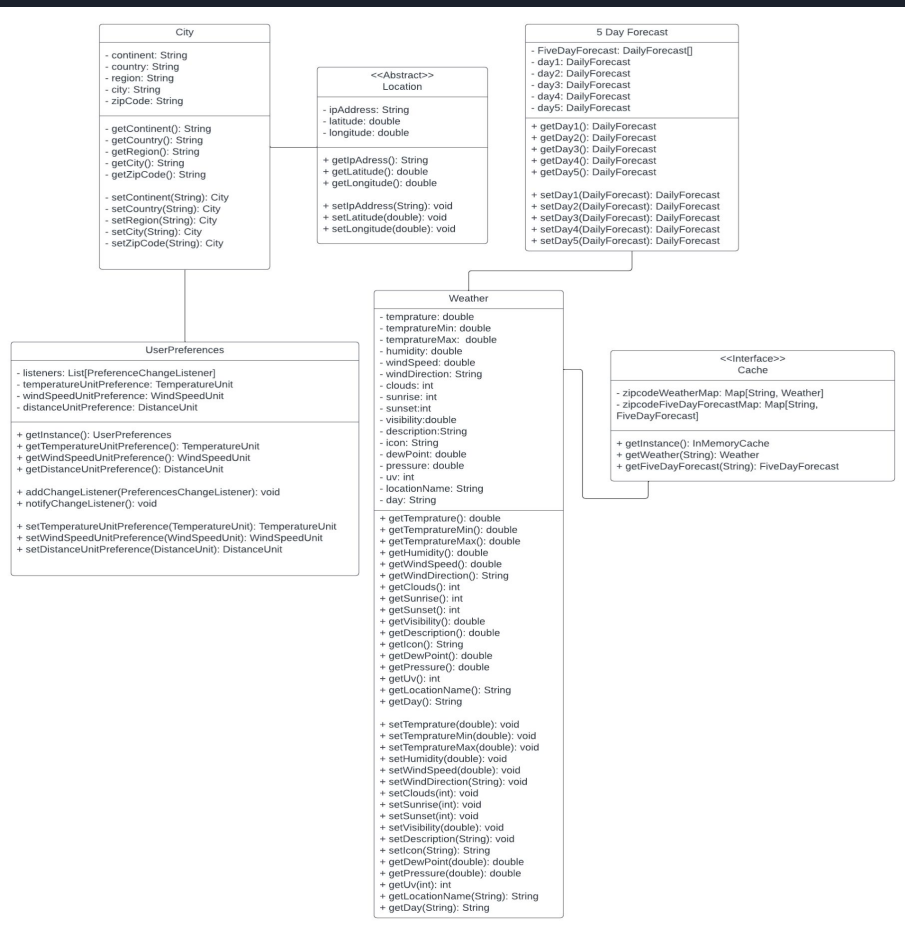 City
- continent: String
- country: String
- region: String
- city: String
- zipCode: String
- getContinent(): String
- getCountry(): String
- getRegion(): String
- getCity(): String
- getZipCode(): String
- setContinent(String): City
- setCountry(String): City
- setRegion(String): City
- setCity(String): City
- setZipCode(String): City
<<Abstract>>
Location
- ipAddress: String
- latitude: double
- longitude: double
+ getIpAdress(): String
+ getLatitude(): double
+ getLongitude(): double
+ setIpAddress(String): void
+ setLatitude(double): void
+ setLongitude(double): void
5 Day Forecast
- FiveDayForecast: DailyForecast[]
- day1: DailyForecast
- day2: DailyForecast
- day3: DailyForecast
- day4: DailyForecast
- day5: DailyForecast
+ getDay1(): DailyForecast
+ getDay2(): DailyForecast
+ getDay3(): DailyForecast
+ getDay4(): DailyForecast
+ getDay5(): DailyForecast
+ setDay1(DailyForecast): DailyForecast
+ setDay2(DailyForecast): DailyForecast
+ setDay3(DailyForecast): DailyForecast
+ setDay4(DailyForecast): DailyForecast
+ setDay5(DailyForecast): DailyForecast
UserPreferences
- listeners: List[PreferenceChangeListener]
- temperatureUnitPreference: TemperatureUnit
- windSpeedUnitPreference: WindSpeedUnit
- distanceUnitPreference: DistanceUnit
+ getInstance(): UserPreferences
+ getTemperatureUnitPreference(): TemperatureUnit
+ getWindSpeedUnitPreference(): WindSpeedUnit
+ getDistanceUnitPreference(): DistanceUnit
+ addChangeListener(PreferencesChangeListener): void
+ notifyChangeListener(): void
+ setTemperatureUnitPreference(TemperatureUnit): TemperatureUnit
+ setWindSpeedUnitPreference(WindSpeedUnit): WindSpeedUnit
+ setDistanceUnitPreference(DistanceUnit): DistanceUnit
Weather
- temprature: double
- tempratureMin: double
- tempratureMax: double
- humidity: double
- windSpeed: double
- windDirection: String
- clouds: int
- sunrise: int
- sunset:int
- visibility:double
- description:String
- icon: String
- dewPoint: double
- pressure: double
- uv: int
- locationName: String
- day: String
+ getTemprature(): double
+ getTempratureMin(): double
+ getTempratureMax(): double
+ getHumidity(): double
+ getWindSpeed(): double
+ getWindDirection(): String
+ getClouds(): int
+ getSunrise(): int
+ getSunset(): int
+ getVisibility(): double
+ getDescription(): double
+ getIcon(): String
+ getDewPoint(): double
+ getPressure(): double
+ getUv(): int
+ getLocationName(): String
+ getDay(): String
+ setTemprature(double): void
+ setTempratureMin(double): void
+ setTempratureMax(double): void
+ setHumidity(double): void
+ setWindSpeed(double): void
+ setWindDirection(String): void
+ setClouds(int): void
+ setSunrise(int): void
+ setSunset(int): void
+ setVisibility(double): void
+ setDescription(String): void
+ setIcon(String): String
+ getDewPoint(double): double
+ getPressure(double): double
+ getUv(int): int
+ getLocationName(String): String
+ getDay(String): String
<<Interface>>
Cache
- zipcodeWeatherMap: Map[String, Weather]
- zipcodeFiveDayForecastMap: Map[String,
FiveDayForecast]
+ getInstance(): InMemoryCache
+ getWeather(String): Weather
+ getFiveDayForecast(String): FiveDayForecast